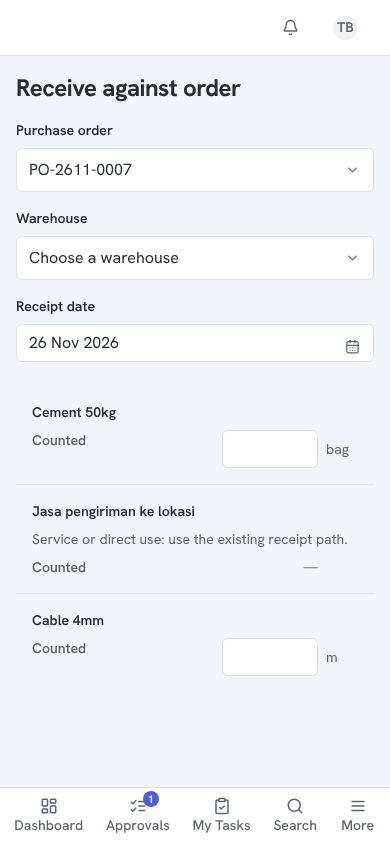 TB
Receive against order
Purchase order
PO-2611-0007
Warehouse
Choose a warehouse
Receipt date
26 Nov 2026
Cement 50kg
Counted
bag
Jasa pengiriman ke lokasi
Service or direct use: use the existing receipt path.
Counted —
Cable 4mm
Counted
m
1
Dashboard Approvals My Tasks Search More